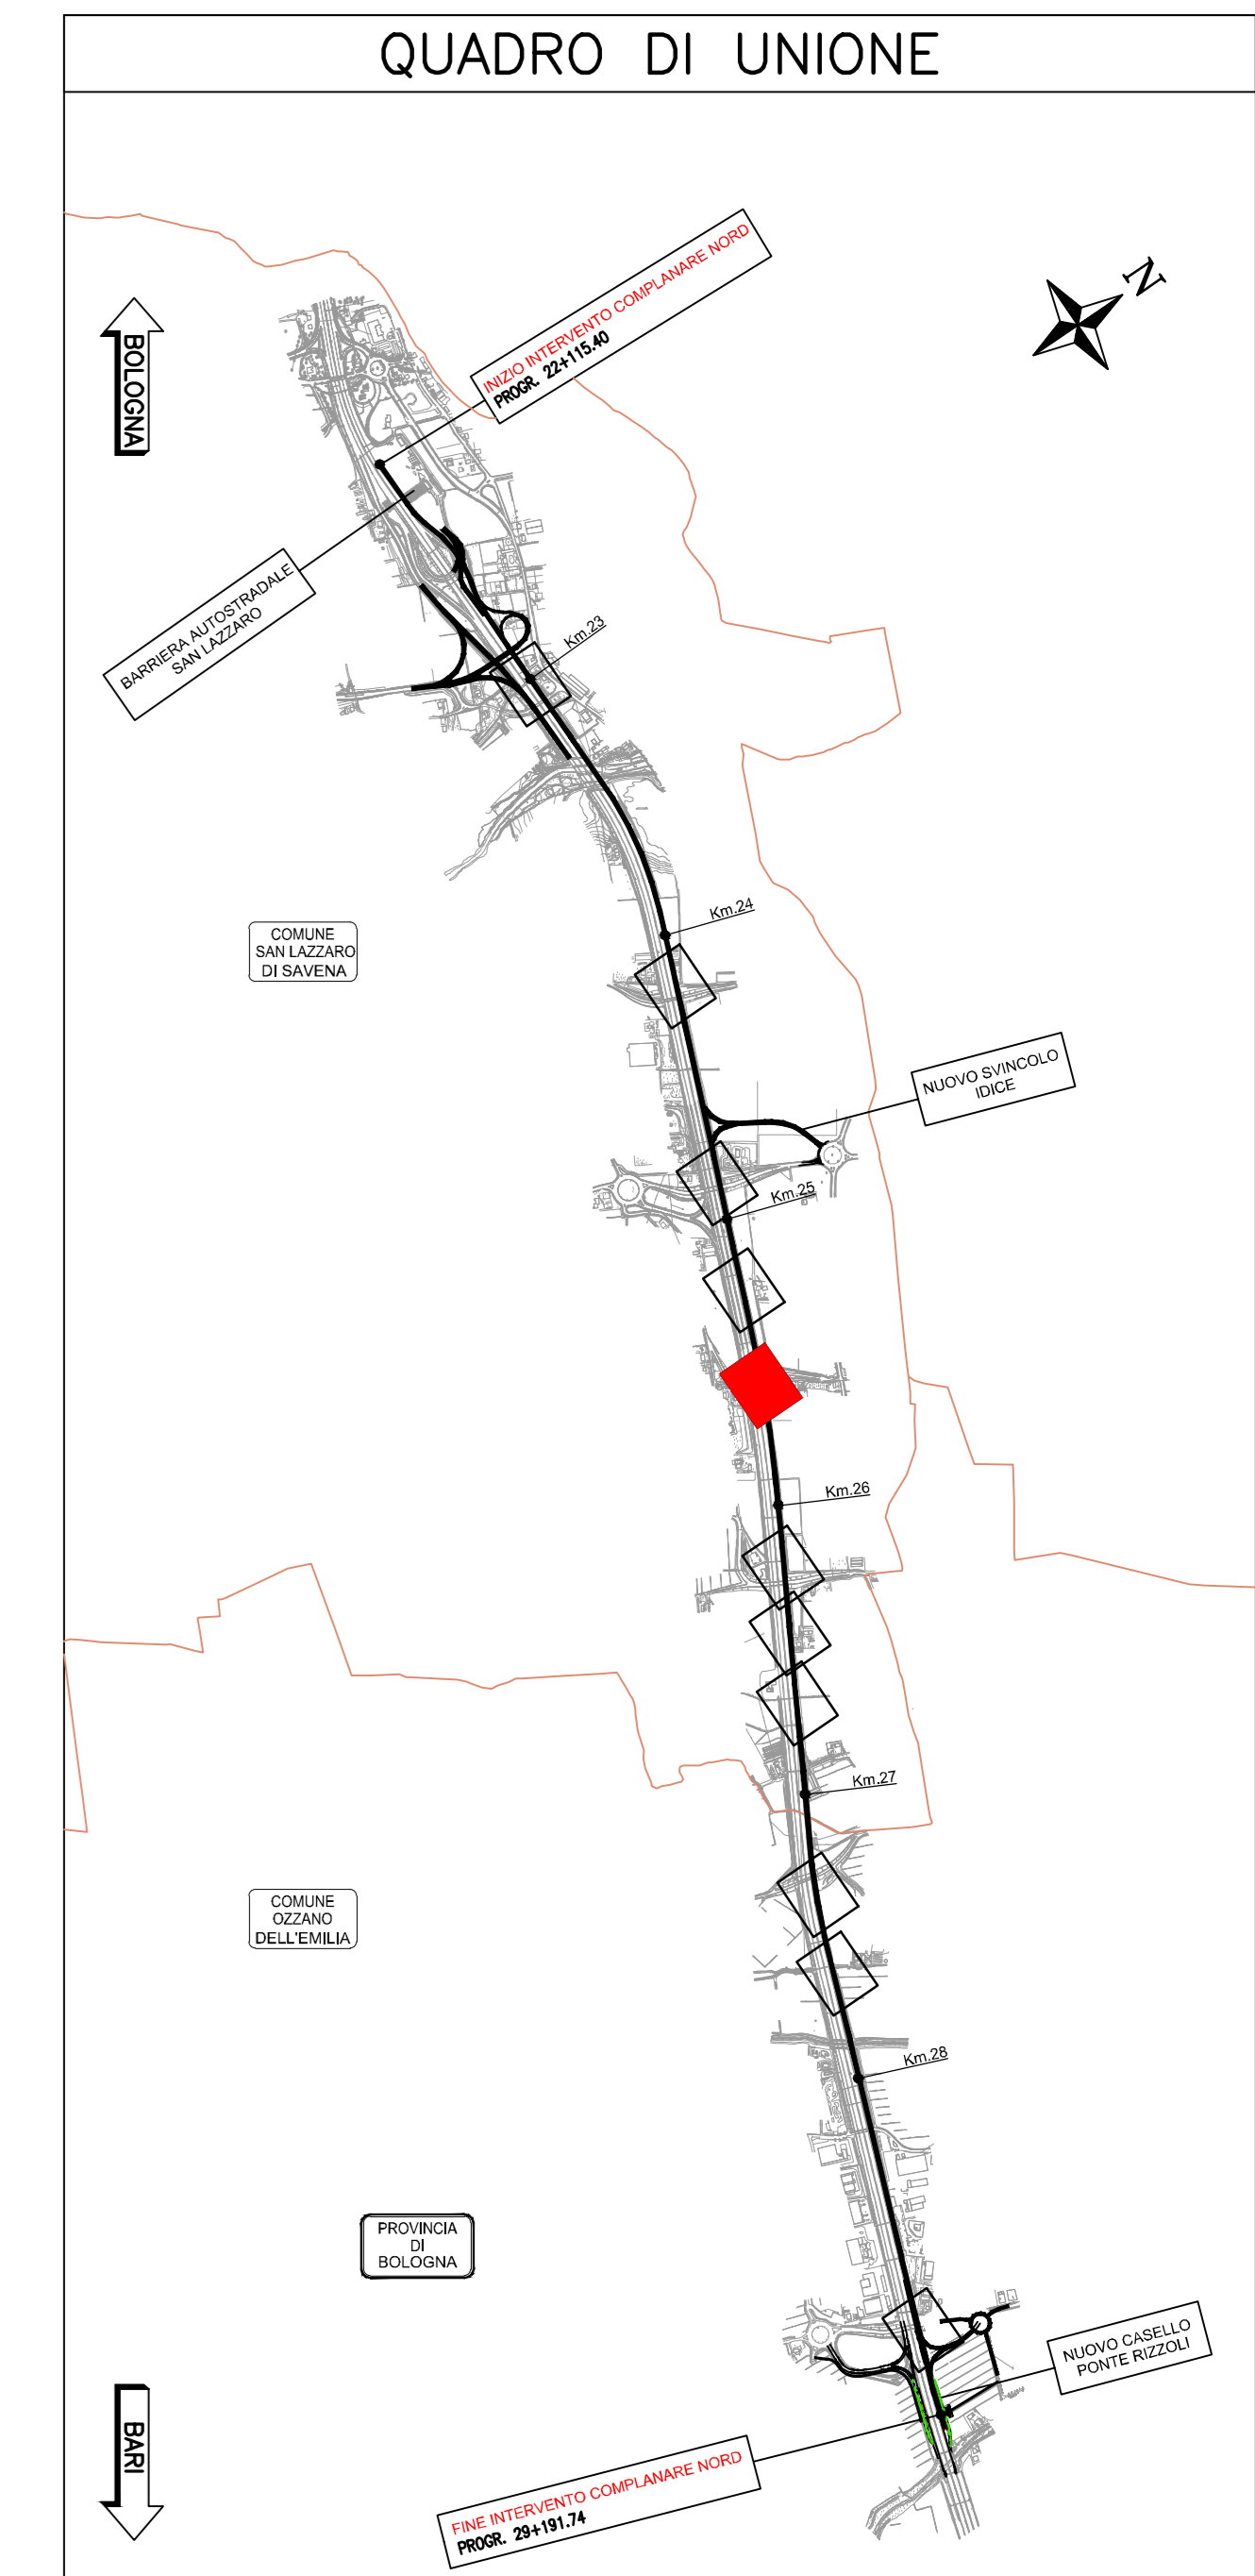 QUADRO DI UNIONE
INIZIO INTERVENTO COMPLANARE NORD
PROGR. 22+115.40
N
BOLOGNA
BARRIERA AUTOSTRADALE
SAN LAZZARO
Km.23
Km.24
COMUNE
SAN LAZZARO
DI SAVENA
NUOVO SVINCOLO
IDICE
Km.25
Km.26
Km.27
COMUNE
OZZANO
DELL'EMILIA
Km.28
PROVINCIA
DI
BOLOGNA
NUOVO CASELLO
PONTE RIZZOLI
BARI
FINE INTERVENTO COMPLANARE NORD
PROGR. 29+191.74